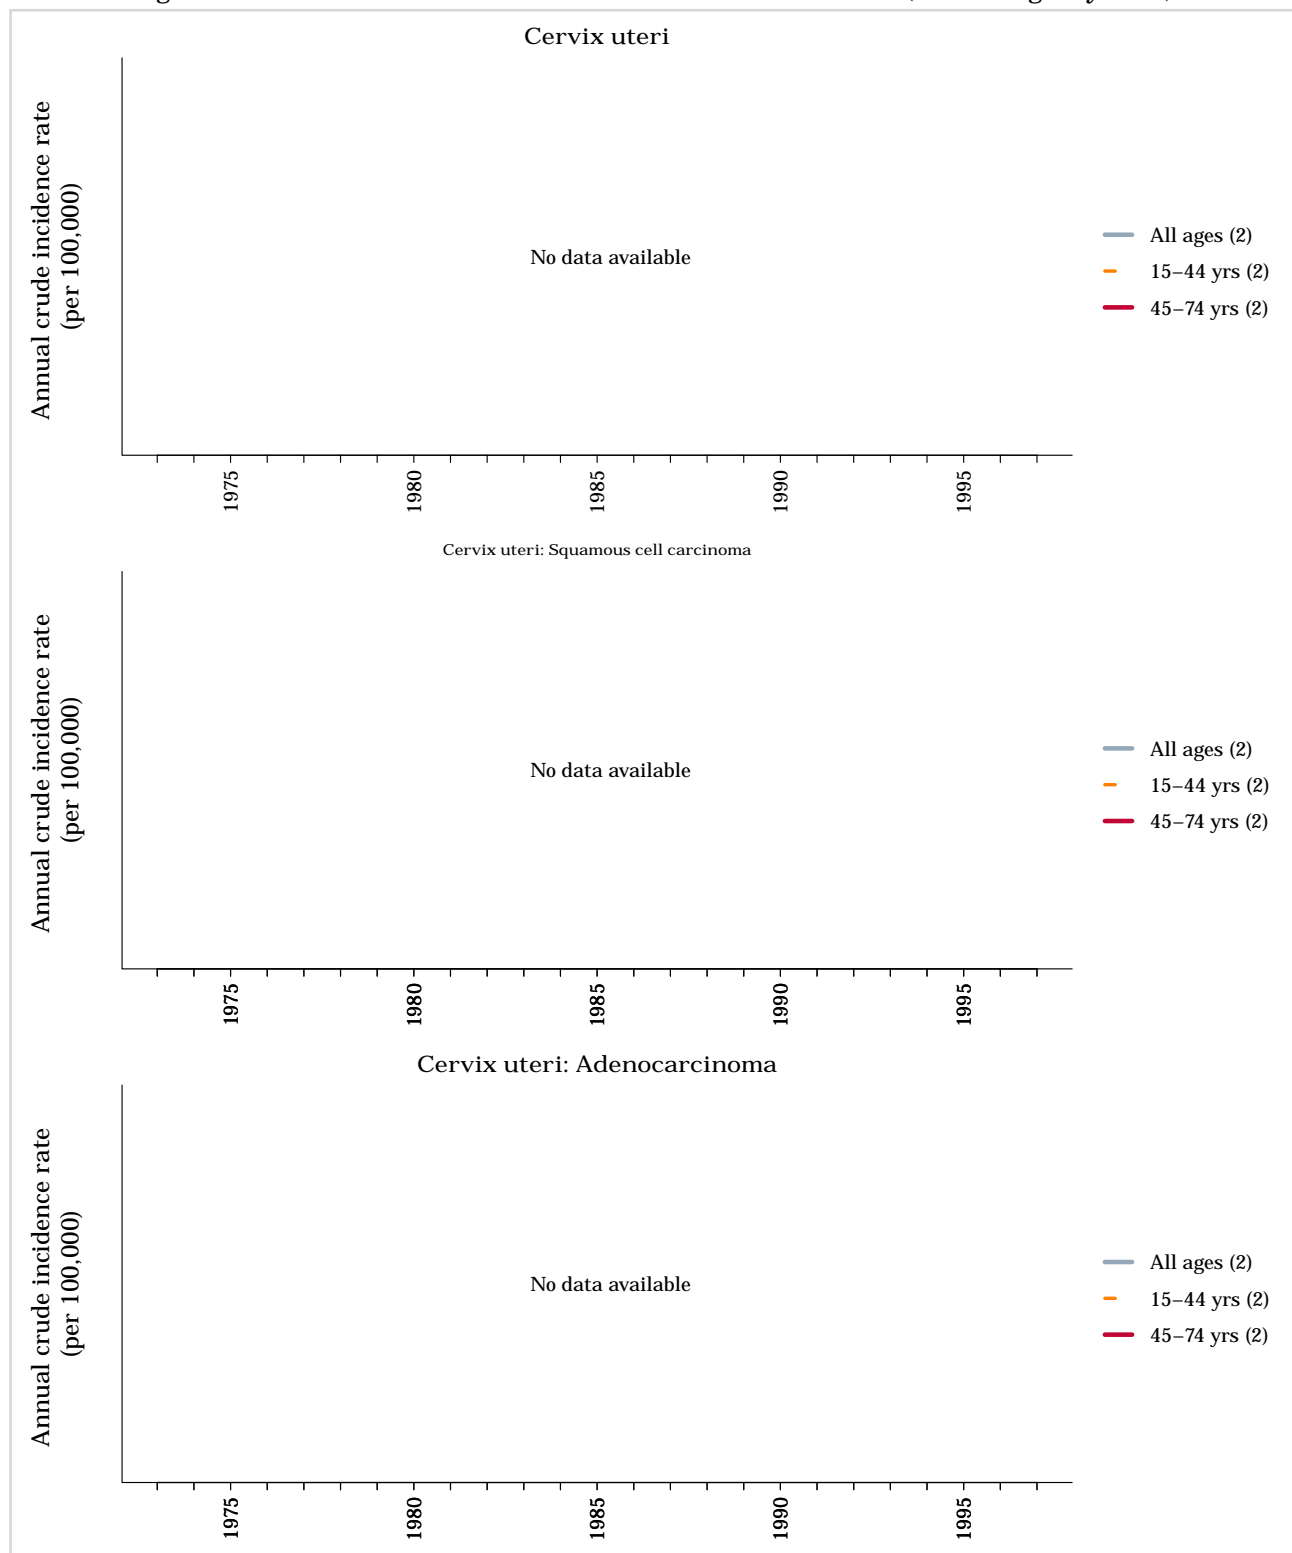 Cervix uteri
Annual crude incidence rate
(per 100,000)
No data available
All ages (2)
15–44 yrs (2)
45–74 yrs (2)
1975
1980
1985
1990
1995
Cervix uteri: Squamous cell carcinoma
Annual crude incidence rate
(per 100,000)
No data available
All ages (2)
15–44 yrs (2)
45–74 yrs (2)
1975
1980
1985
1990
1995
Cervix uteri: Adenocarcinoma
Annual crude incidence rate
(per 100,000)
No data available
All ages (2)
15–44 yrs (2)
45–74 yrs (2)
1975
1980
1985
1990
1995